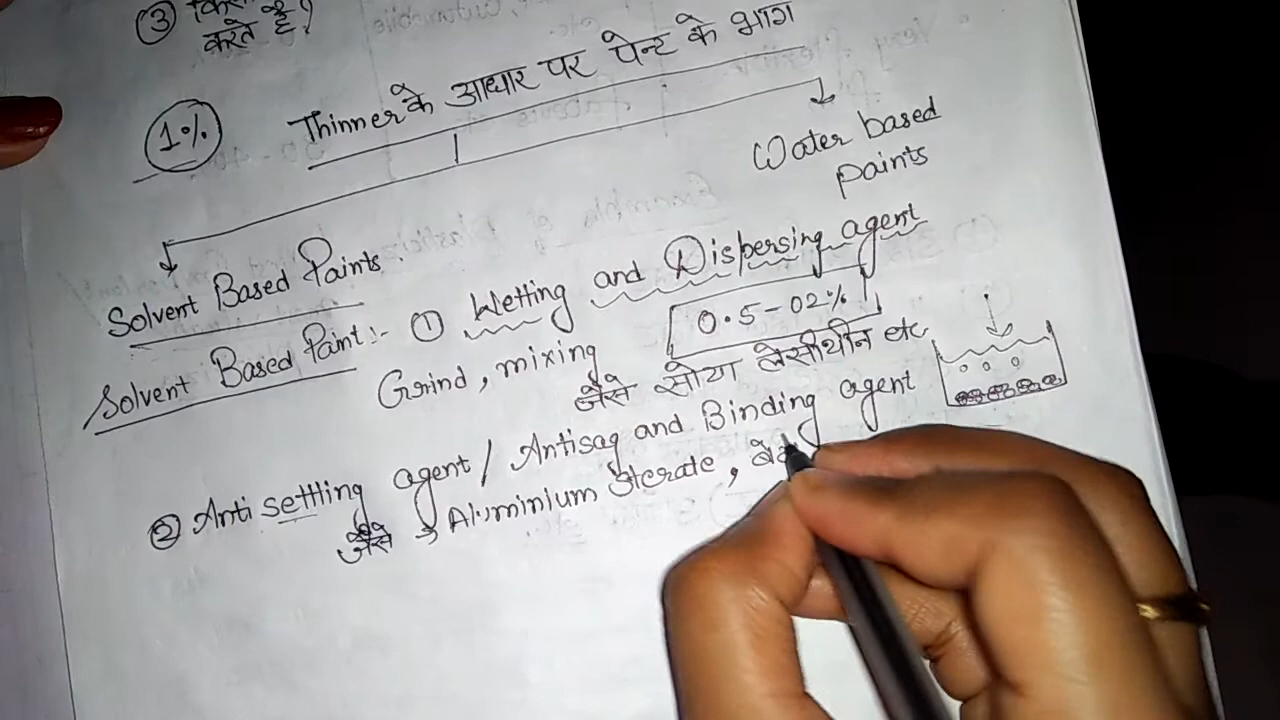 ③
करते है?
1% Thinner के आधार पर पेन्ट के भाग
Water based
paints
Solvent Based Paints.
Solvent Based Paint:- ① Wetting and Dispersing agent
Grind, mixing 0.5-02%
जैसे सोया लेसीथीन etc
② Anti settling agent / Antisag and Binding agent
जैसे → Aluminium Sterate,